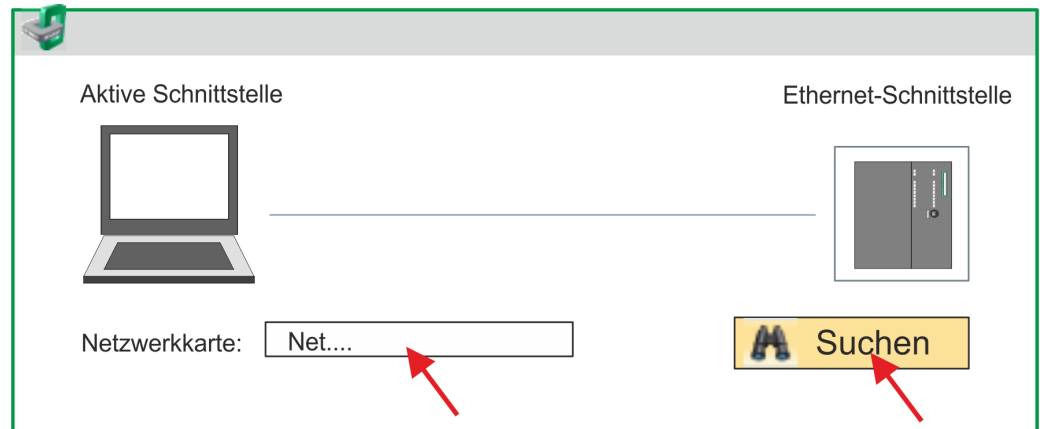 Aktive Schnittstelle
Ethernet-Schnittstelle
Netzwerkkarte:
Net....
Suchen